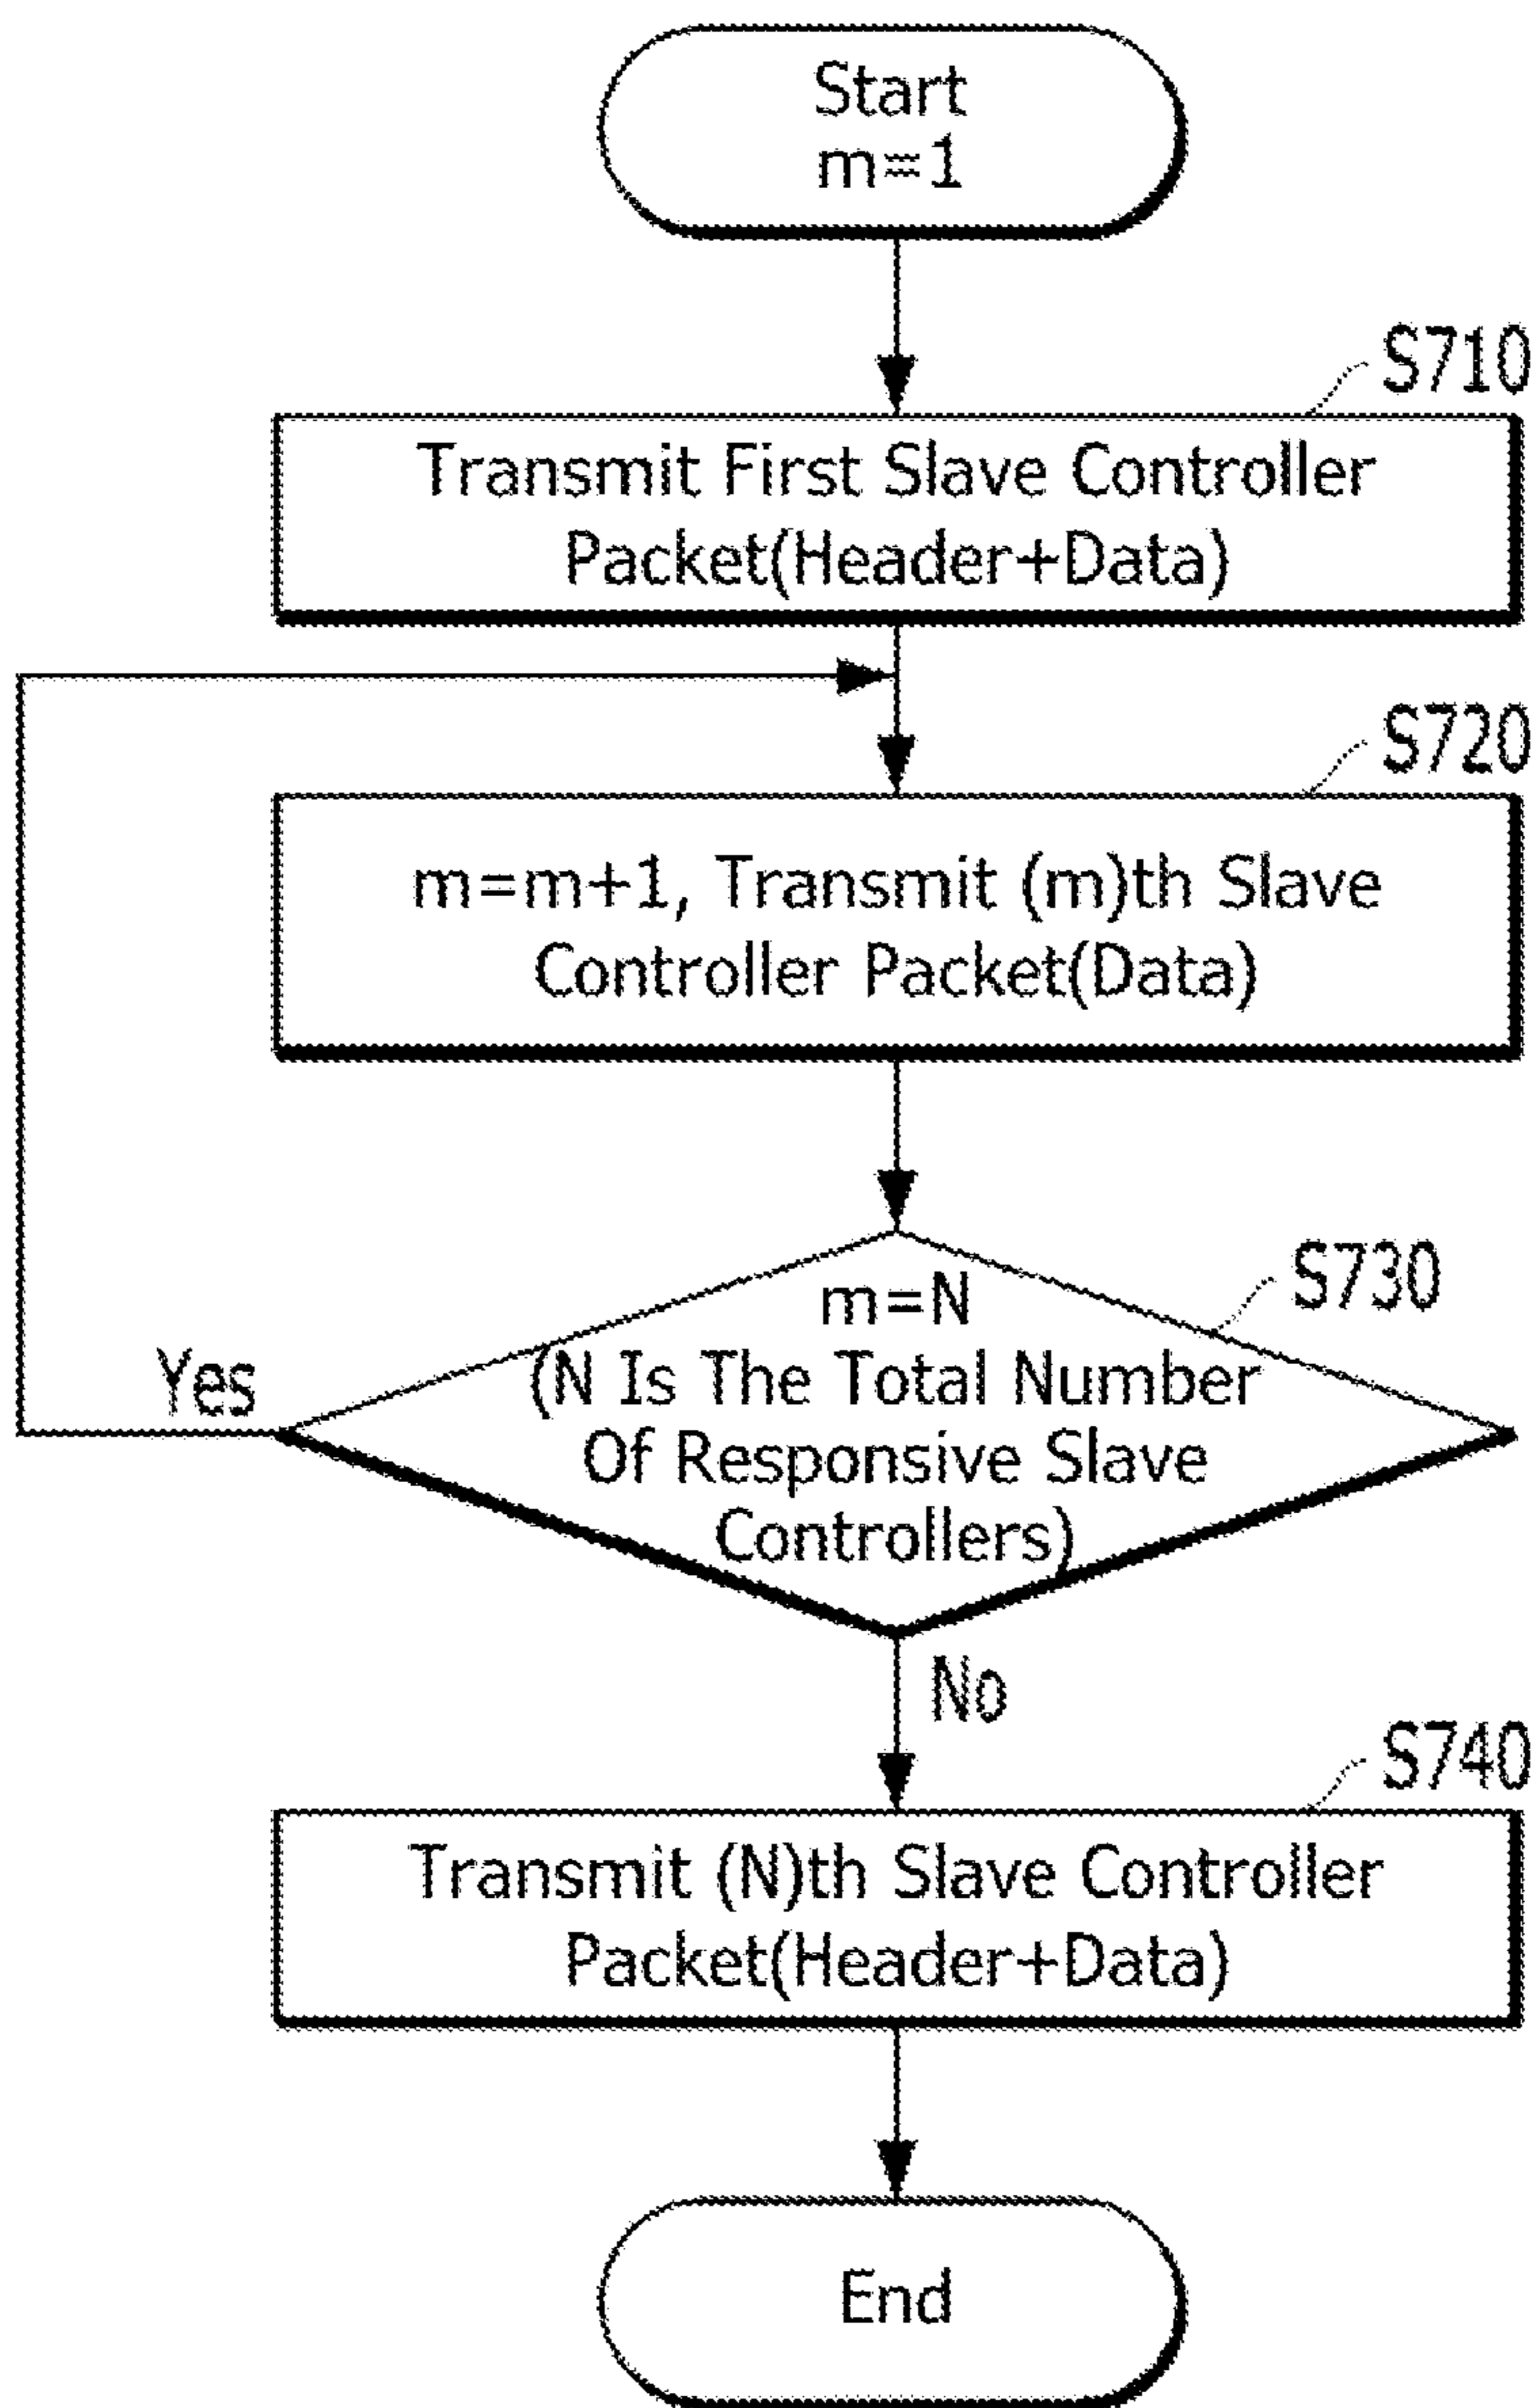 Start
m=1
S710
Transmit First Slave Controller
Packet(Header+Data)
S720
m=m+1, Transmit (m)th Slave
Controller Packet(Data)
S730
m=N
(N Is The Total Number
Of Responsive Slave
Controllers)
Yes
No
S740
Transmit (N)th Slave Controller
Packet(Header+Data)
End